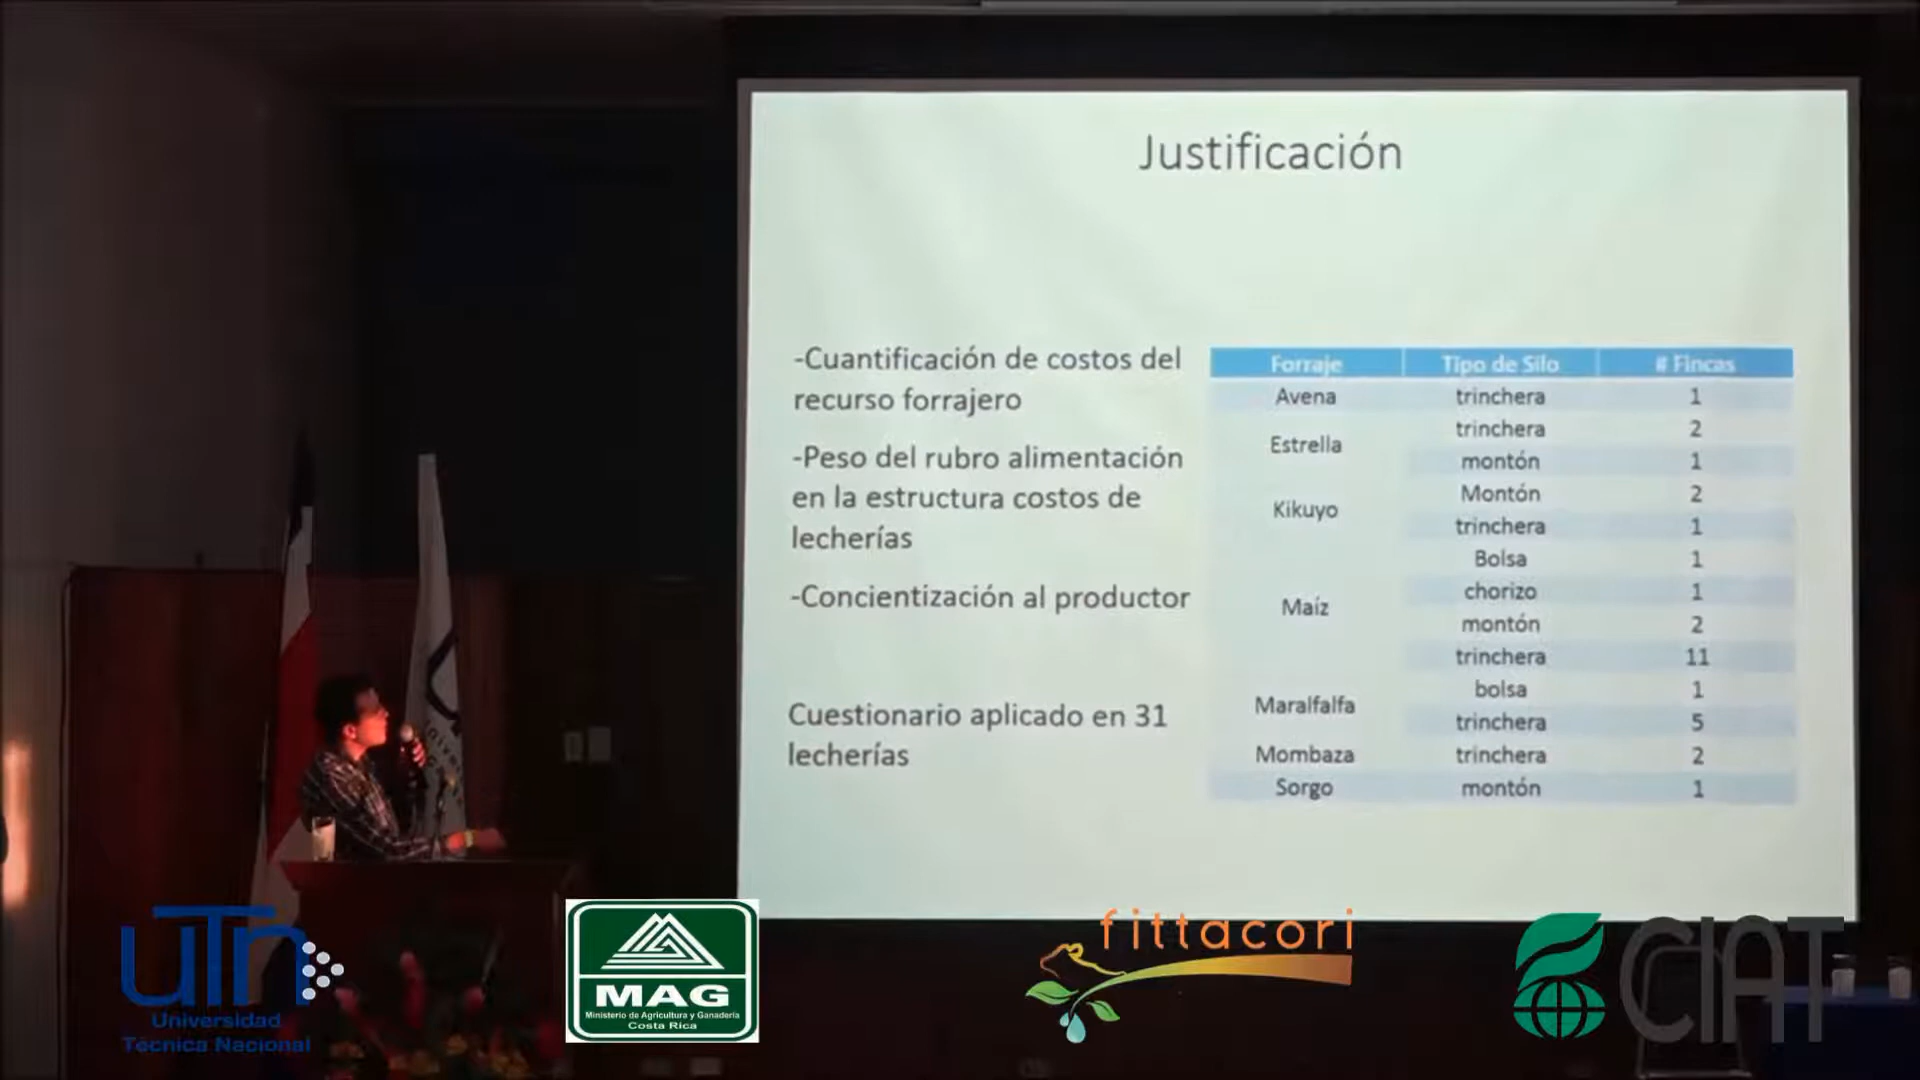 Justificación
-Cuantificación de costos del
recurso forrajero
-Peso del rubro alimentación
en la estructura costos de
lecherías
-Concientización al productor
Cuestionario aplicado en 31
lecherías
Forraje Tipo de Silo # Fincas
Avena trinchera 1
Estrella trinchera 2
montón 1
Kikuyo Montón 2
trinchera 1
Maíz Bolsa 1
chorizo 1
montón 2
trinchera 11
Maralfalfa bolsa 1
trinchera 5
Mombaza trinchera 2
Sorgo montón 1
UTN
Universidad
Técnica Nacional
MAG
Ministerio de Agricultura y Ganadería
Costa Rica
fittacori
CIAT